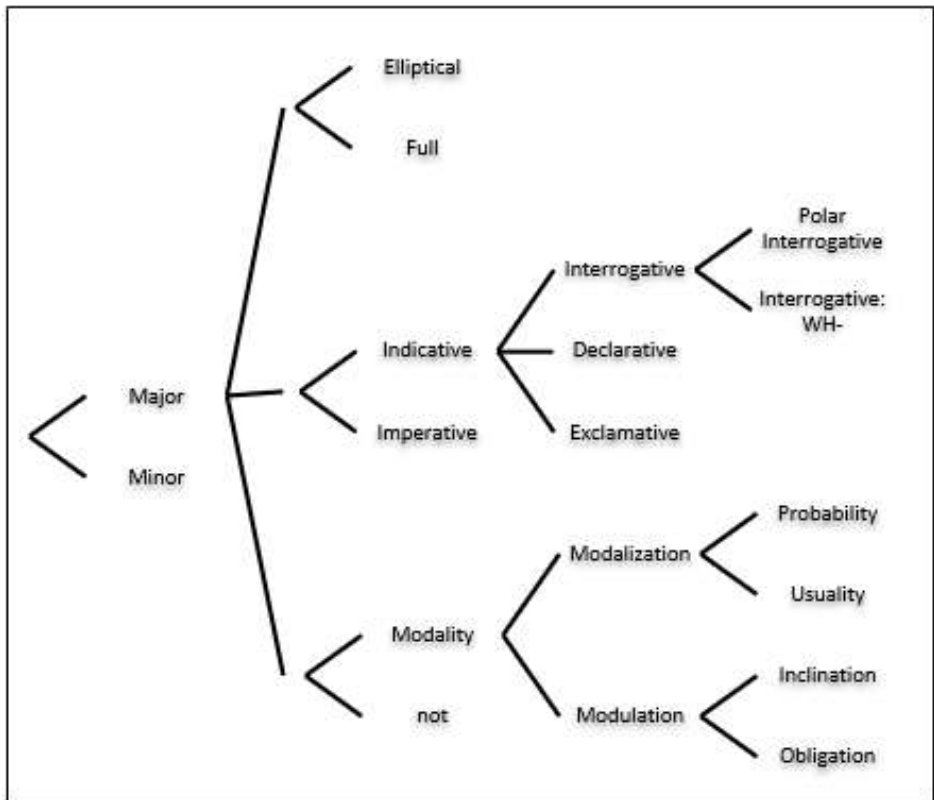 Elliptical
Full
Polar
Interrogative
Interrogative
Interrogative:
WH-
Indicative
Declarative
Major
Imperative
Exclamative
Minor
Probability
Modalization
Usuality
Modality
Inclination
not
Modulation
Obligation